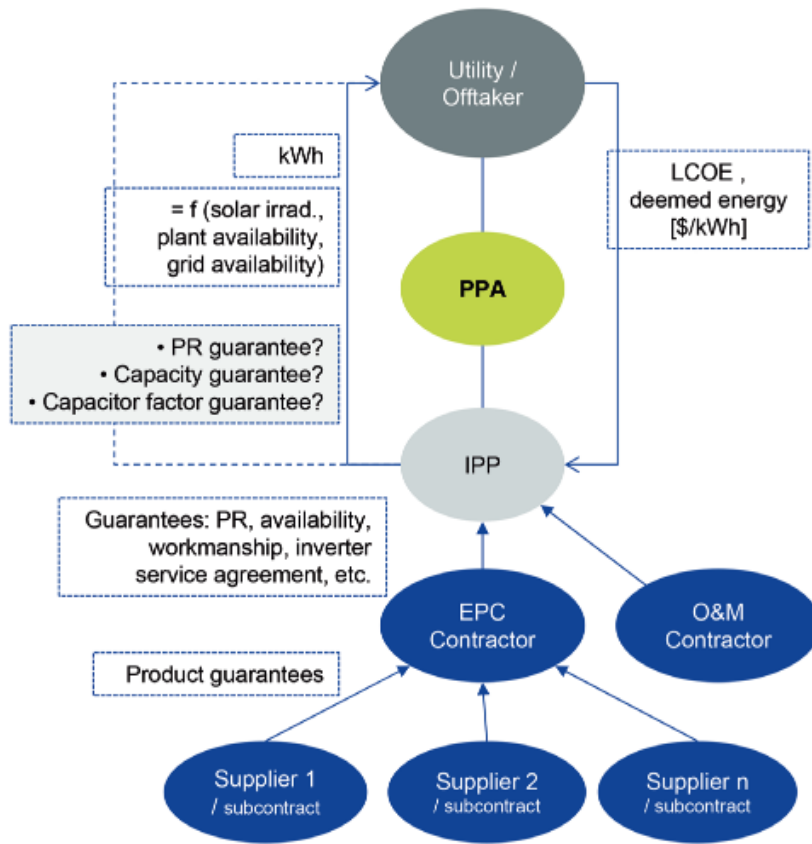 Utility /
Offtaker
kWh
= f (solar irrad.,
plant availability,
grid availability)
LCOE ,
deemed energy
[$/kWh]
PPA
• PR guarantee?
• Capacity guarantee?
• Capacitor factor guarantee?
IPP
Guarantees: PR, availability,
workmanship, inverter
service agreement, etc.
EPC
Contractor
O&M
Contractor
Product guarantees
Supplier 1
/ subcontract
Supplier 2
/ subcontract
Supplier n
/ subcontract